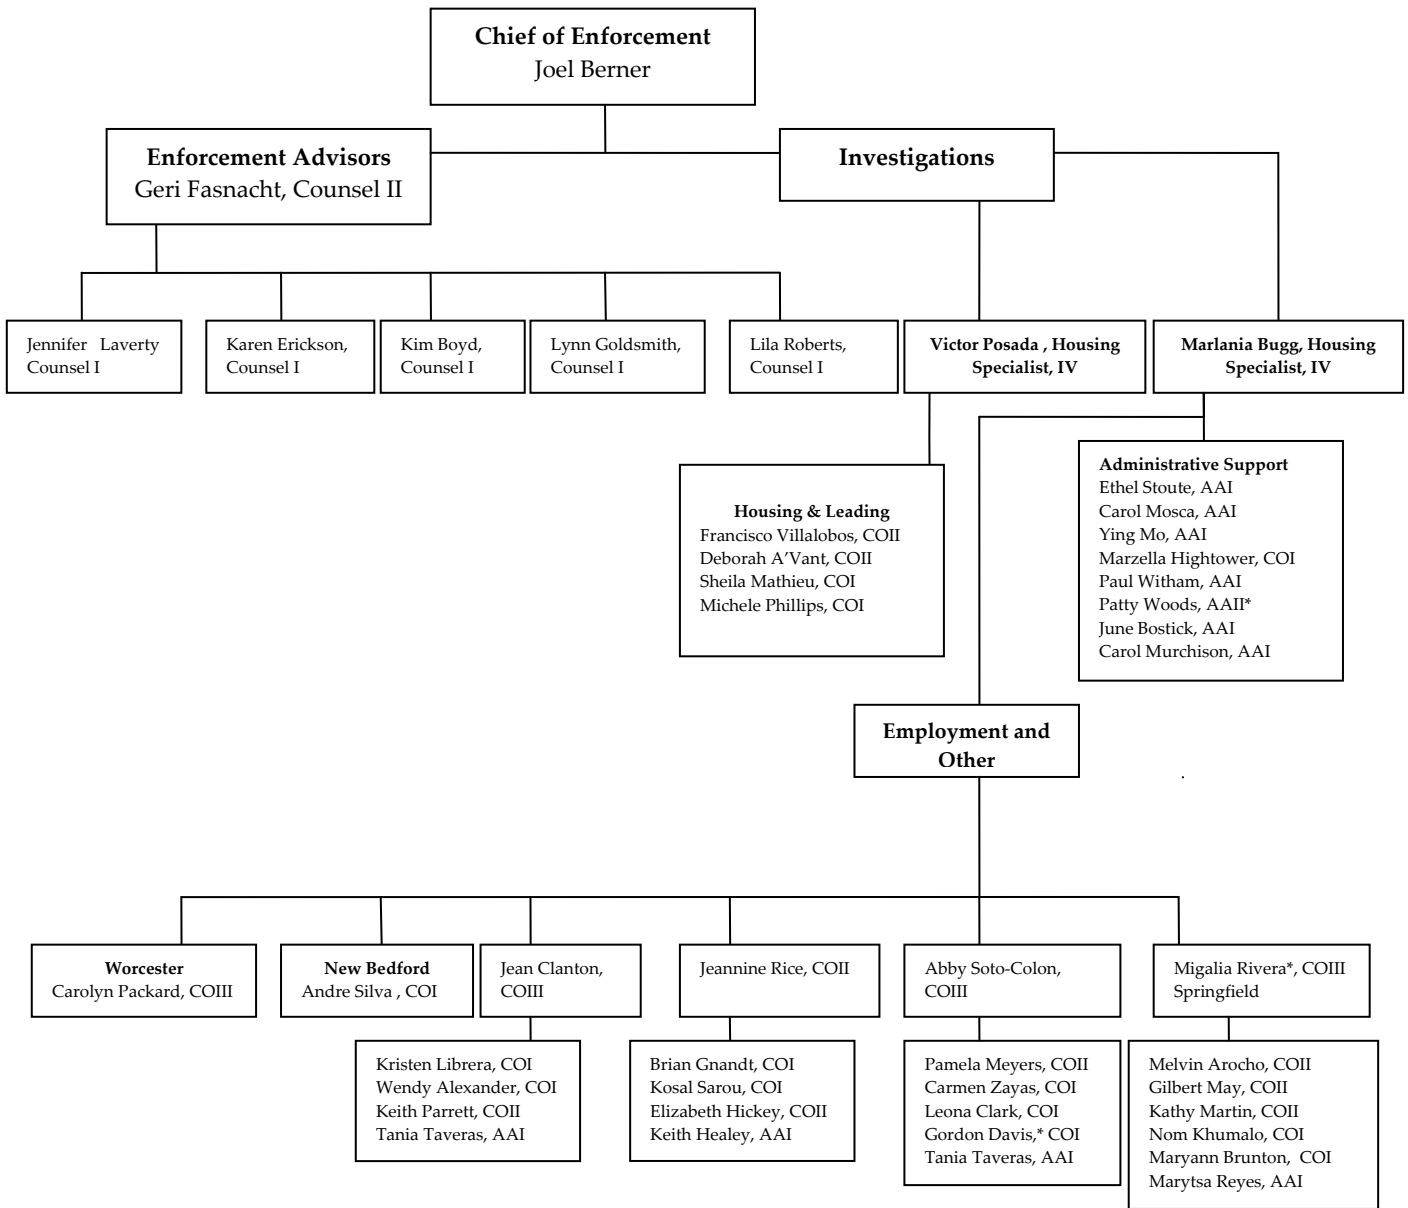 Chief of Enforcement
Joel Berner
Enforcement Advisors
Geri Fasnacht, Counsel II
Investigations
Jennifer Laverty
Counsel I
Karen Erickson,
Counsel I
Kim Boyd,
Counsel I
Lynn Goldsmith,
Counsel I
Lila Roberts,
Counsel I
Victor Posada , Housing
Specialist, IV
Marlania Bugg, Housing
Specialist, IV
Housing & Leading
Francisco Villalobos, COII
Deborah A’Vant, COII
Sheila Mathieu, COI
Michele Phillips, COI
Administrative Support
Ethel Stoute, AAI
Carol Mosca, AAI
Ying Mo, AAI
Marzella Hightower, COI
Paul Witham, AAI
Patty Woods, AAII*
June Bostick, AAI
Carol Murchison, AAI
Employment and
Other
.
Worcester
Carolyn Packard, COIII
New Bedford
Andre Silva , COI
Jean Clanton,
COIII
Jeannine Rice, COII
Abby Soto-Colon,
COIII
Migalia Rivera*, COIII
Springfield
Kristen Librera, COI
Wendy Alexander, COI
Keith Parrett, COII
Tania Taveras, AAI
Brian Gnandt, COI
Kosal Sarou, COI
Elizabeth Hickey, COII
Keith Healey, AAI
Pamela Meyers, COII
Carmen Zayas, COI
Leona Clark, COI
Gordon Davis,* COI
Tania Taveras, AAI
Melvin Arocho, COII
Gilbert May, COII
Kathy Martin, COII
Nom Khumalo, COI
Maryann Brunton, COI
Marytsa Reyes, AAI